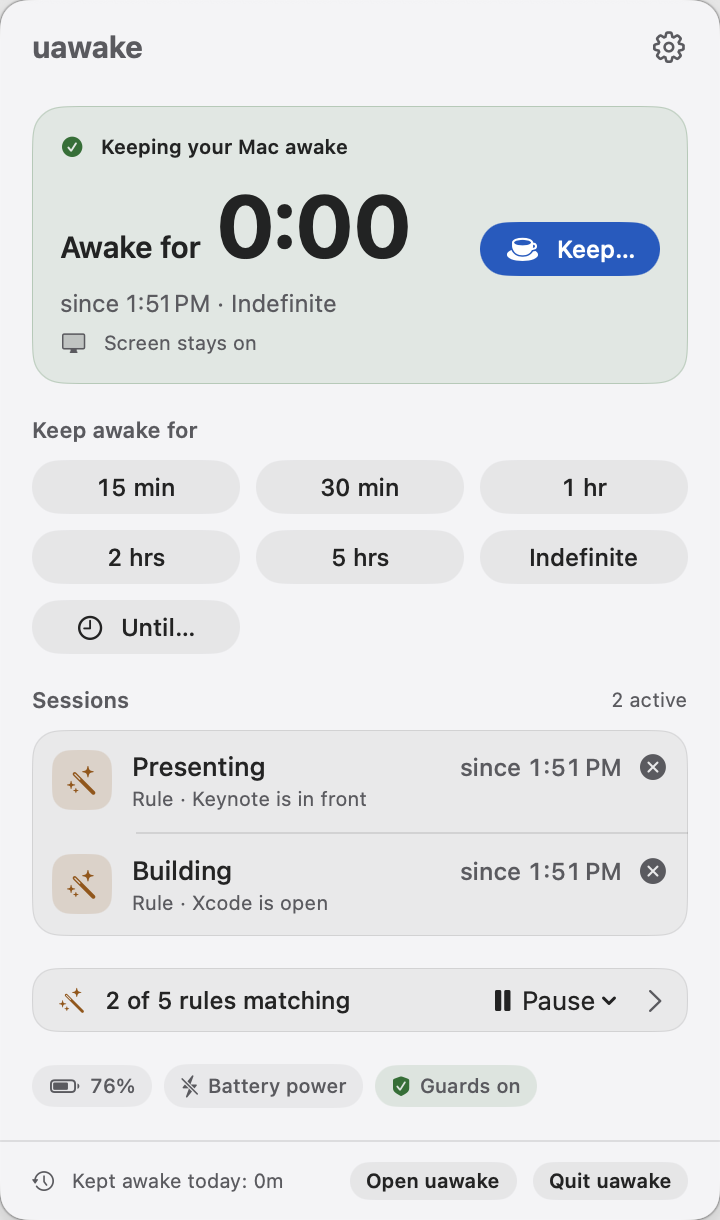 uawake
Keeping your Mac awake
Awake for 0:00
Keep...
since 1:51 PM · Indefinite
Screen stays on
Keep awake for
15 min
30 min
1 hr
2 hrs
5 hrs
Indefinite
Until...
Sessions
2 active
Presenting
since 1:51 PM
Rule · Keynote is in front
Building
since 1:51 PM
Rule · Xcode is open
2 of 5 rules matching
Pause
76%
Battery power
Guards on
Kept awake today: 0m
Open uawake
Quit uawake